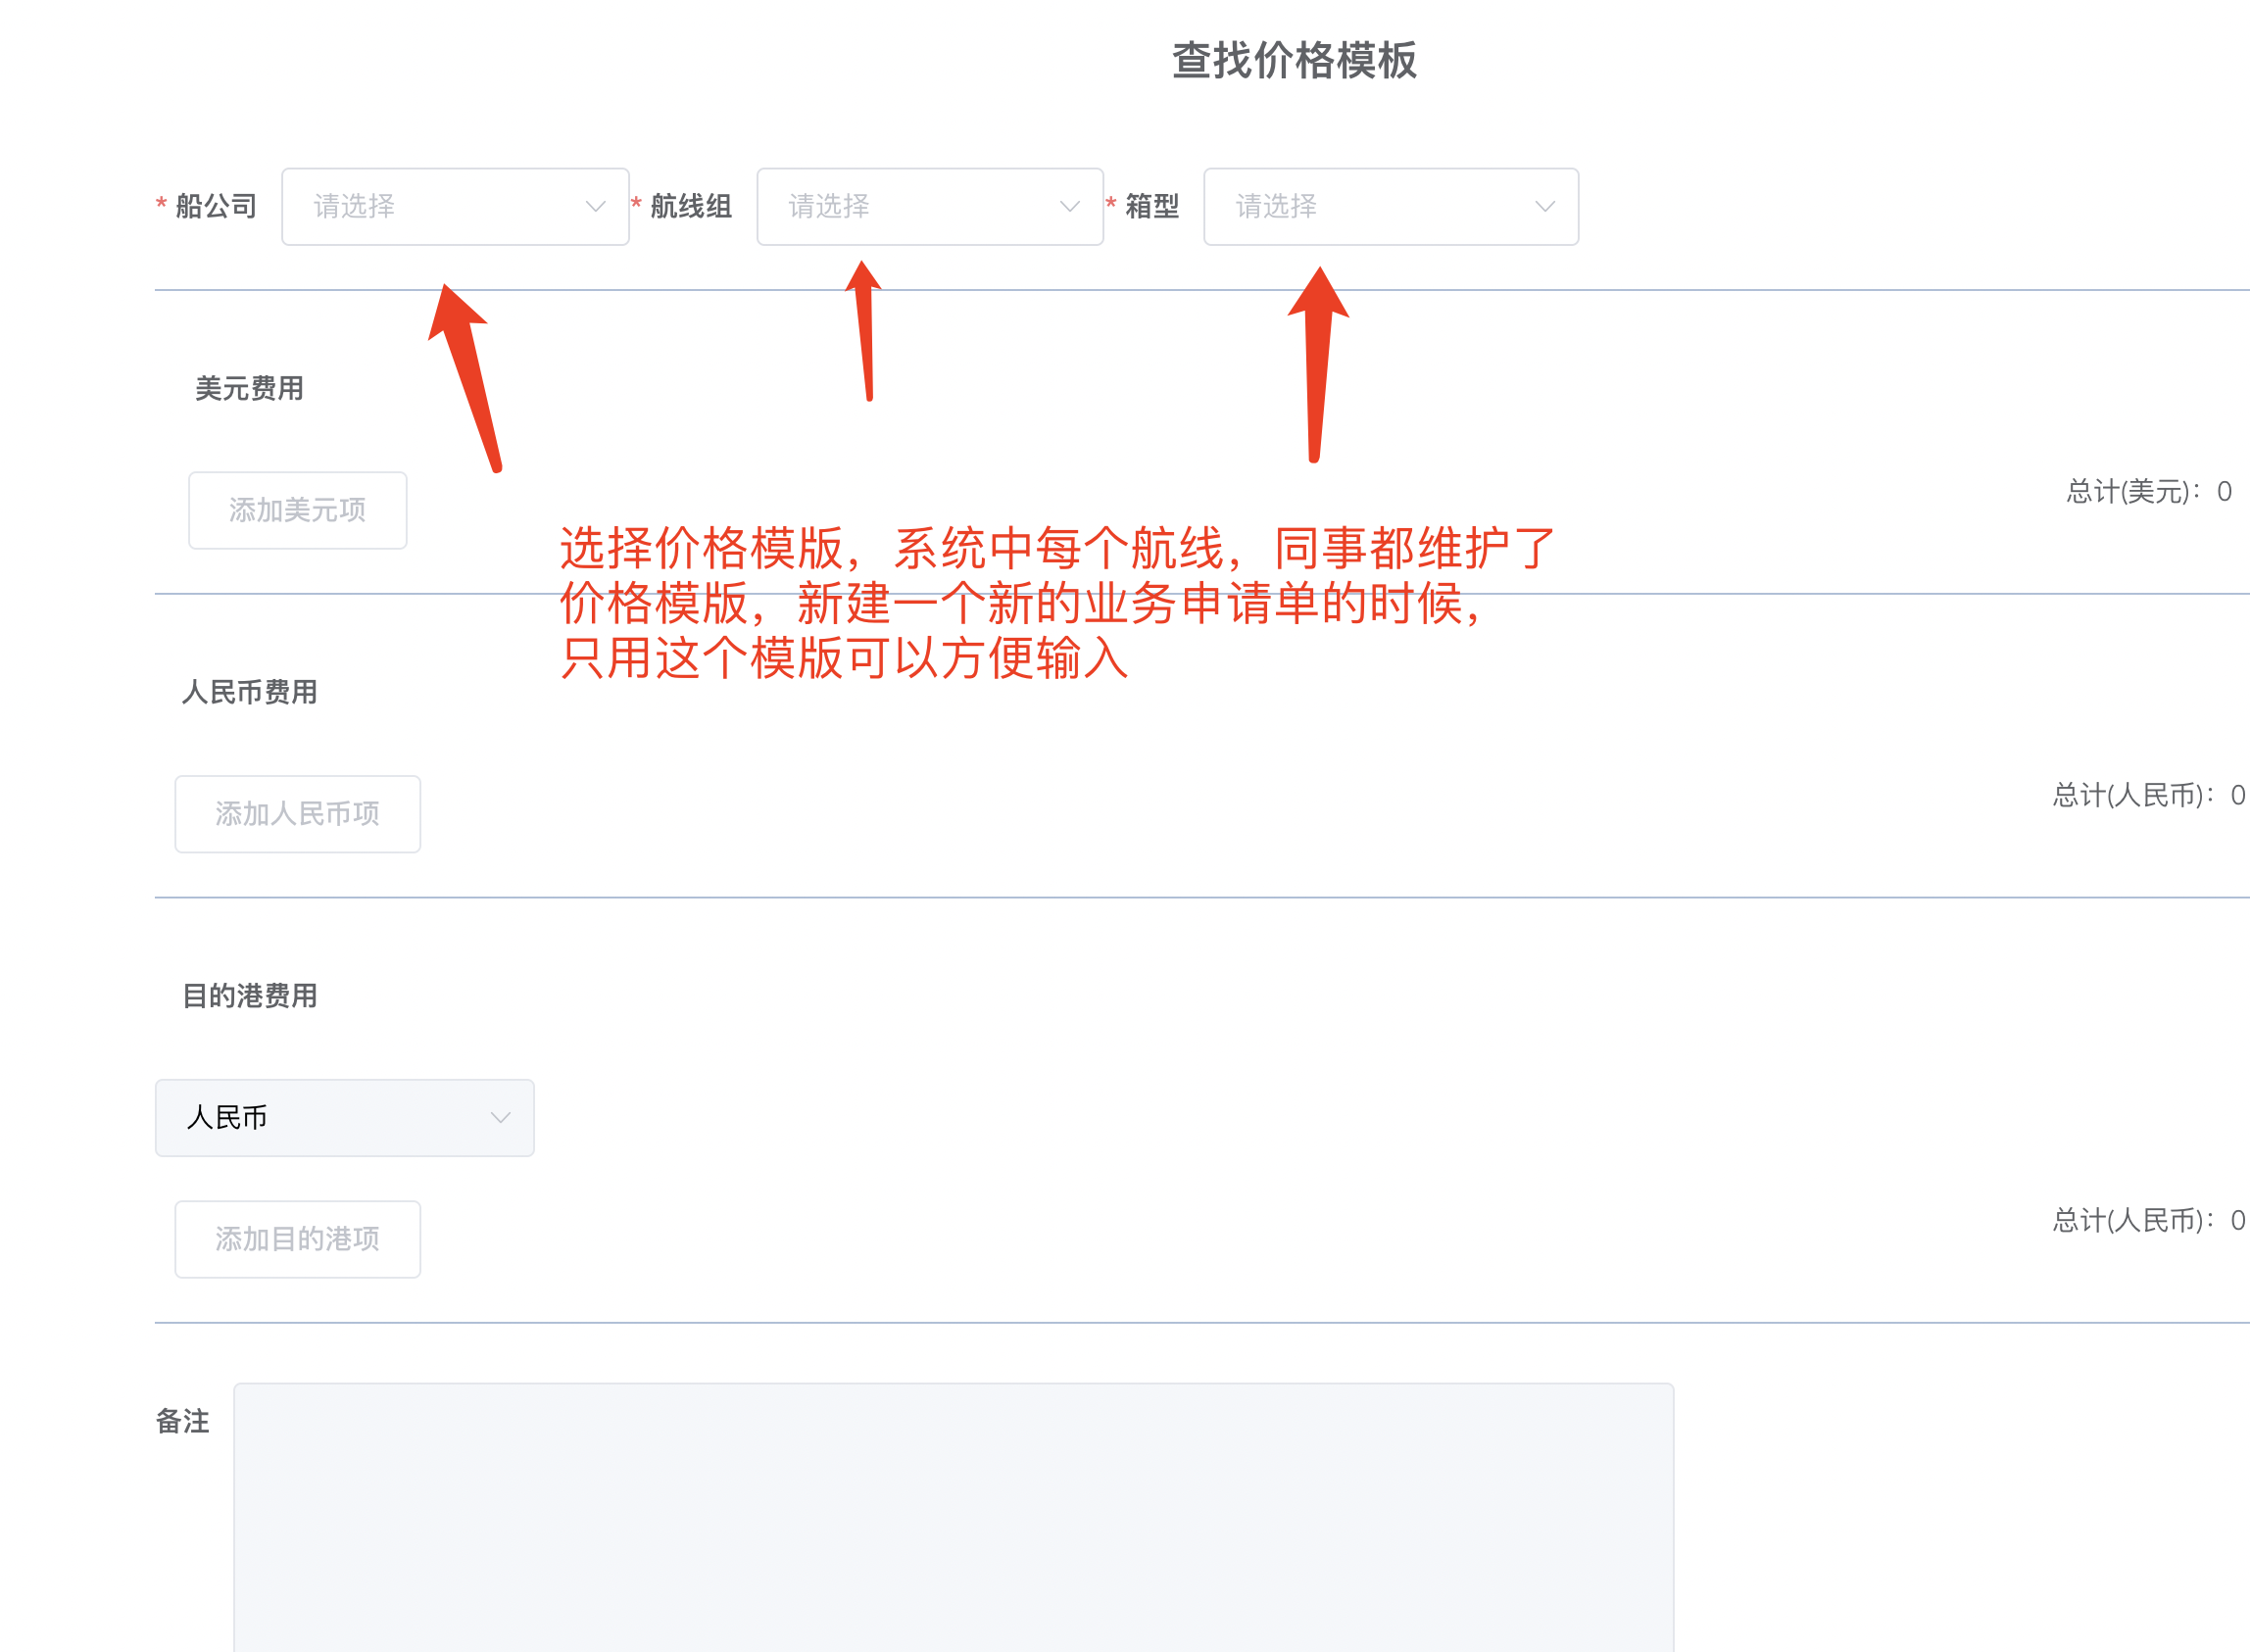 查找价格模板
* 船公司 请选择 * 航线组 请选择 * 箱型 请选择
美元费用
添加美元项
总计(美元)：0
选择价格模版，系统中每个航线，同事都维护了
价格模版，新建一个新的业务申请单的时候，
只用这个模版可以方便输入
人民币费用
添加人民币项
总计(人民币)：0
目的港费用
人民币
添加目的港项
总计(人民币)：0
备注